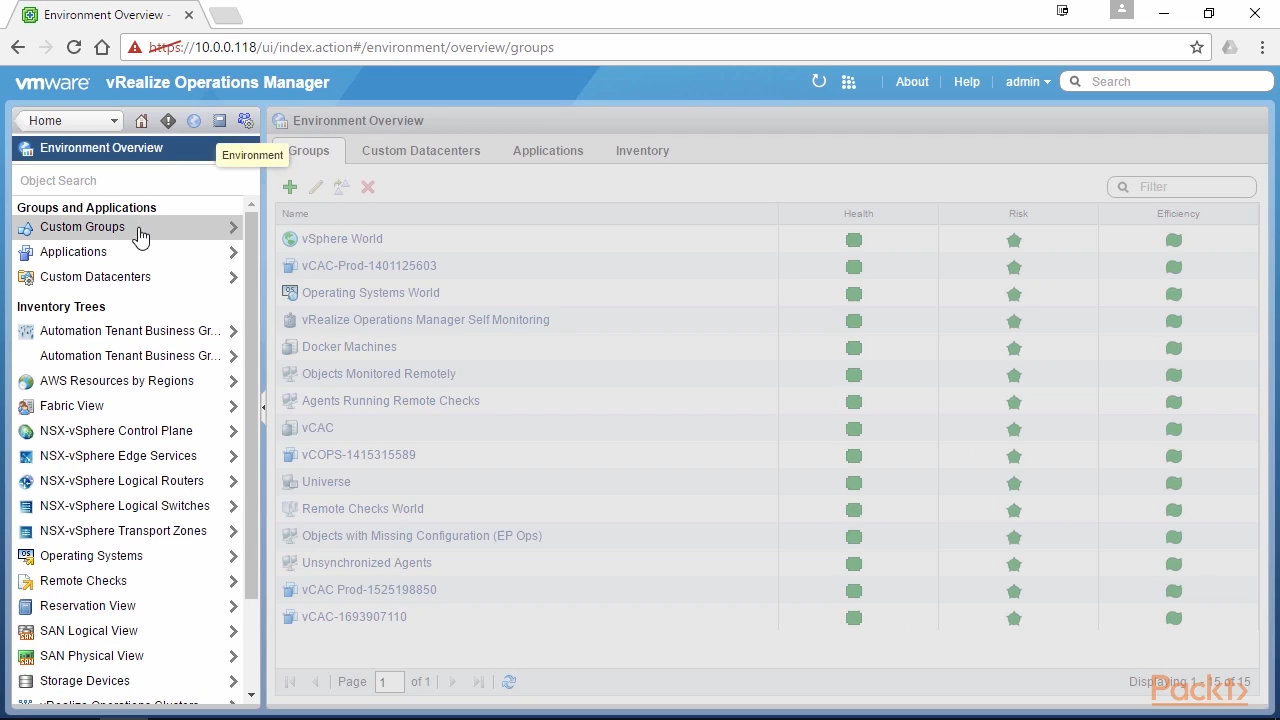 Environment Overview -
https://10.0.0.118/ui/index.action#/environment/overview/groups
vmware vRealize Operations Manager
About Help admin Search
Home
Environment Overview
Environment Overview
Environment
Groups Custom Datacenters Applications Inventory
Object Search
Filter
Groups and Applications
Custom Groups
Applications
Custom Datacenters
Inventory Trees
Automation Tenant Business Gr...
Automation Tenant Business Gr...
AWS Resources by Regions
Fabric View
NSX-vSphere Control Plane
NSX-vSphere Edge Services
NSX-vSphere Logical Routers
NSX-vSphere Logical Switches
NSX-vSphere Transport Zones
Operating Systems
Remote Checks
Reservation View
SAN Logical View
SAN Physical View
Storage Devices
Name Health Risk Efficiency
vSphere World
vCAC-Prod-1401125603
Operating Systems World
vRealize Operations Manager Self Monitoring
Docker Machines
Objects Monitored Remotely
Agents Running Remote Checks
vCAC
vCOPS-1415315589
Universe
Remote Checks World
Objects with Missing Configuration (EP Ops)
Unsynchronized Agents
vCAC Prod-1525198850
vCAC-1693907110
Page 1 of 1
Displaying 1 - 15 of 15
Packt